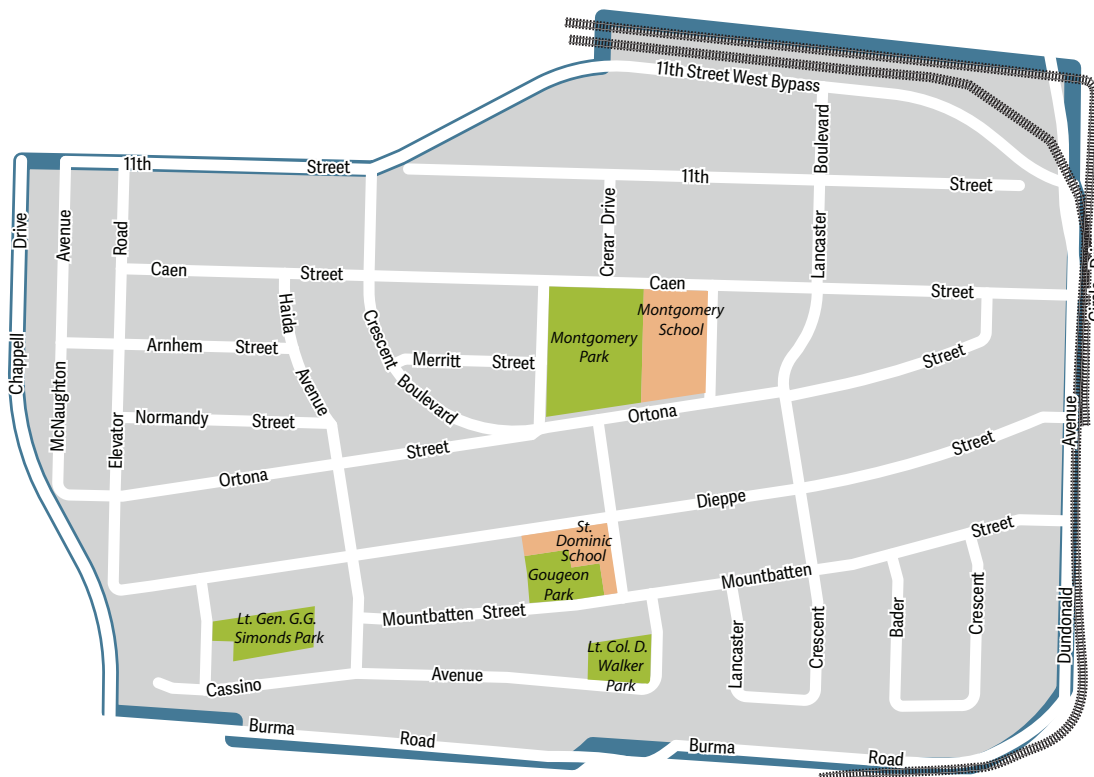 11th Street West Bypass
11th
Street
11th
Street
Chappell
Drive
McNaughton
Avenue
Elevator
Road
Crerar Drive
Lancaster
Boulevard
Caen
Street
Caen
Street
Haida
Avenue
Crescent
Boulevard
Montgomery
School
Montgomery
Park
Arnhem
Street
Merritt
Street
Street
Normandy
Street
Ortona
Ortona
Street
Avenue
Street
Dieppe
St.
Dominic
School
Gougeon
Park
Street
Mountbatten
Mountbatten Street
Lt. Gen. G.G.
Simonds Park
Lt. Col. D.
Walker
Park
Lancaster
Crescent
Bader
Crescent
Dundonald
Cassino
Avenue
Burma
Road
Burma
Road